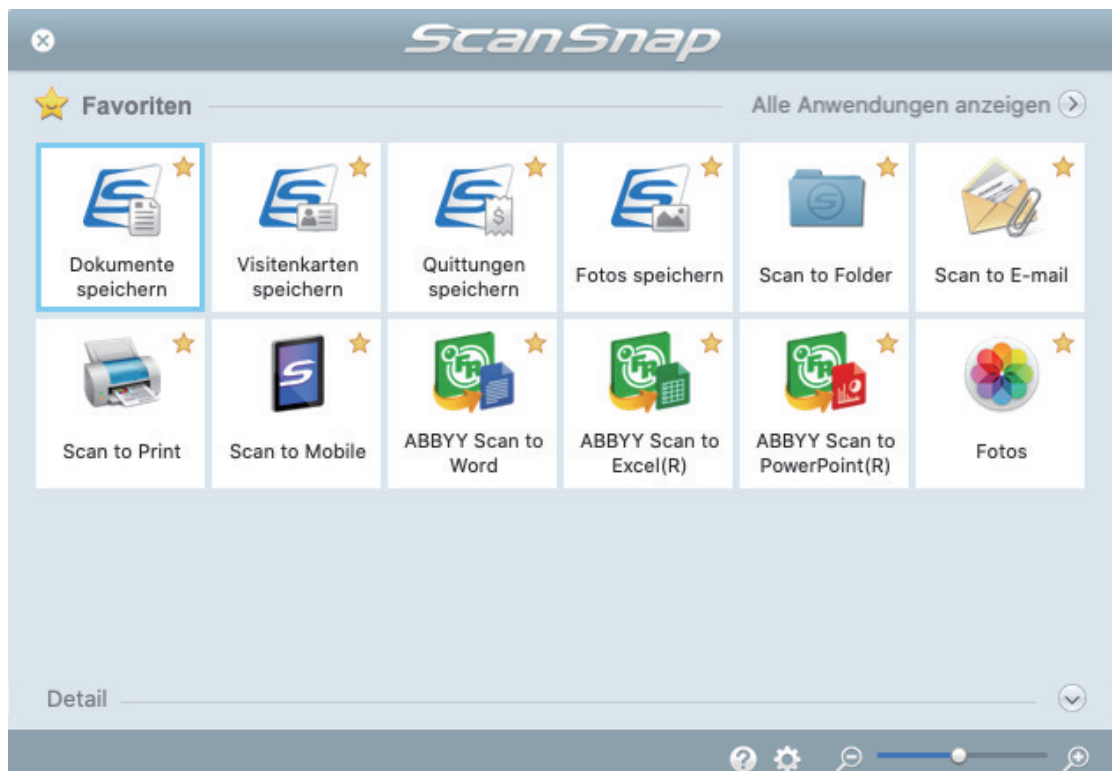 ScanSnap
Favoriten
Alle Anwendungen anzeigen
Dokumente
speichern
Visitenkarten
speichern
Quittungen
speichern
Fotos speichern
Scan to Folder
Scan to E-mail
Scan to Print
Scan to Mobile
ABBYY Scan to
Word
ABBYY Scan to
Excel(R)
ABBYY Scan to
PowerPoint(R)
Fotos
Detail